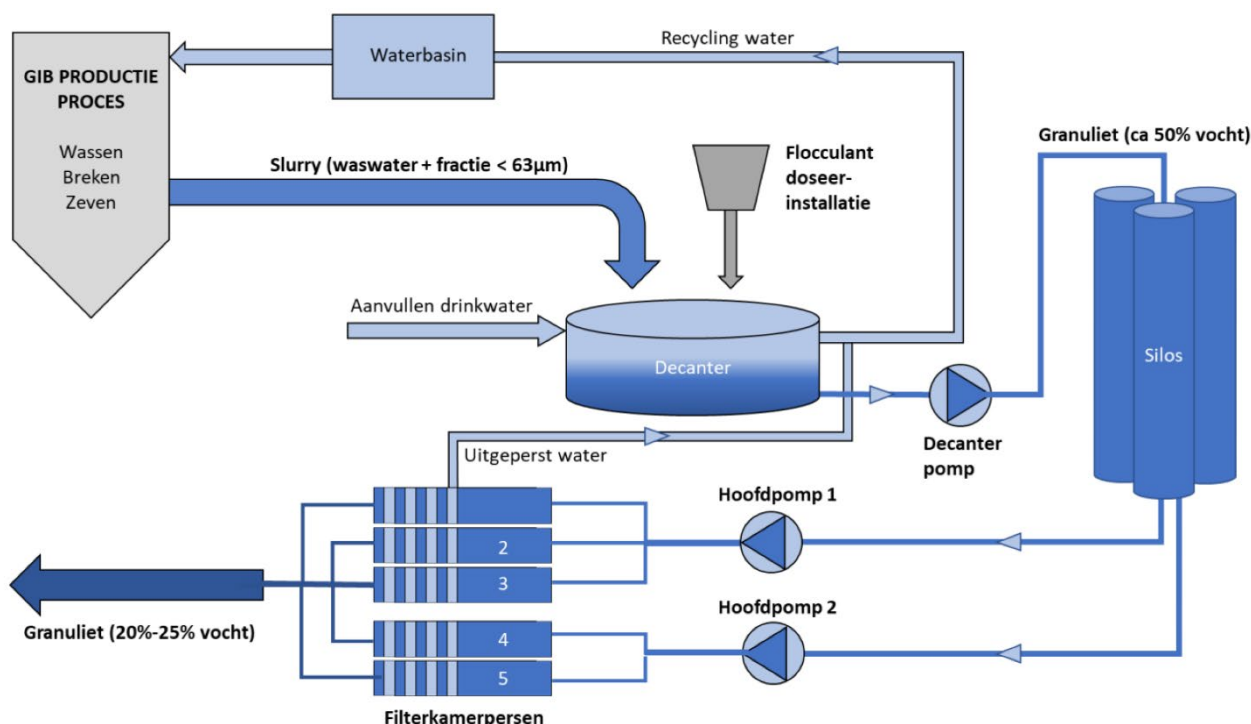 Recycling water
Waterbasin
GIB PRODUCTIE
PROCES
Wassen
Breken
Zeven
Slurry (waswater + fractie < 63µm)
Flocculant
doseer-
installatie
Granuliet (ca 50% vocht)
Aanvullen drinkwater
Decanter
Silos
Decanter
pomp
Uitgeperst water
Hoofdpomp 1
2
3
Hoofdpomp 2
Granuliet (20%-25% vocht)
4
5
Filterkamerpersen